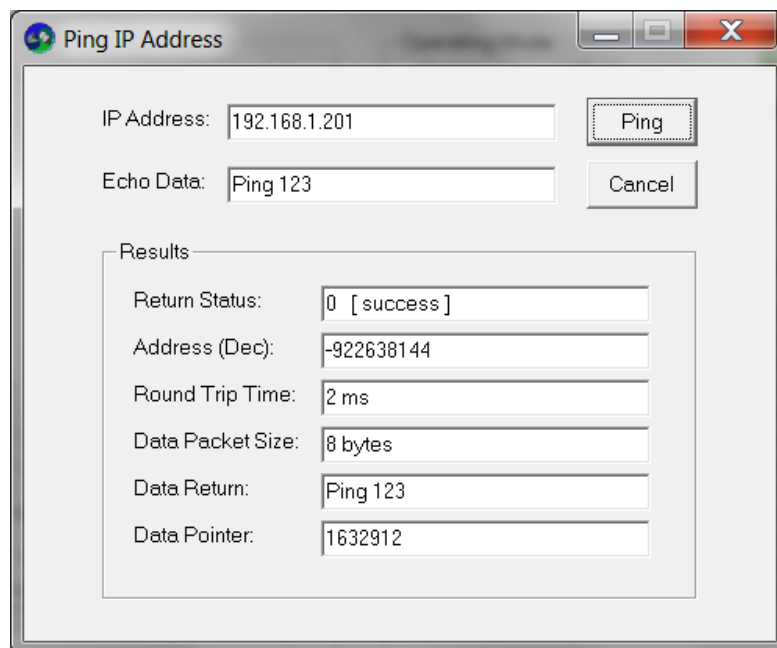 Ping IP Address Operating Mode
IP Address: 192.168.1.201 Ping
Echo Data: Ping 123 Cancel
Results
Return Status: 0 [ success ]
Address (Dec): -922638144
Round Trip Time: 2 ms
Data Packet Size: 8 bytes
Data Return: Ping 123
Data Pointer: 1632912